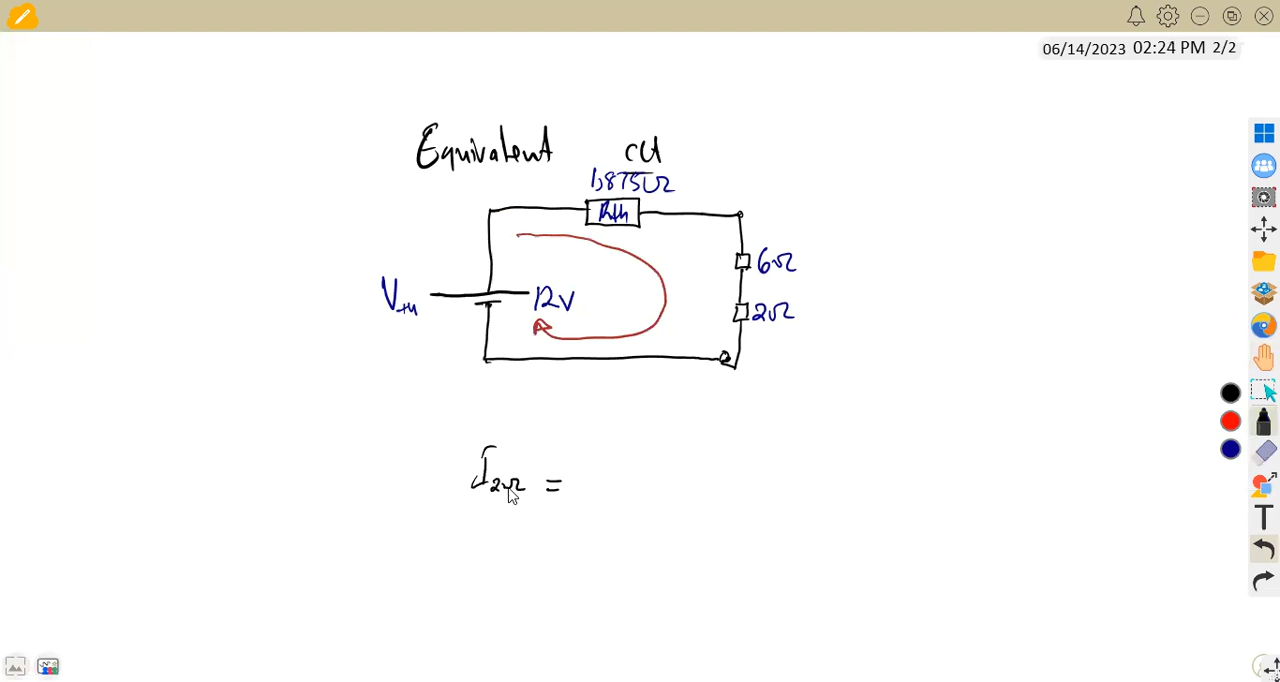 06/14/2023 02:24 PM 2/2
Equivalent cct
1,875Ω
Rth
6Ω
Vth 12V
2Ω
I2Ω =
T